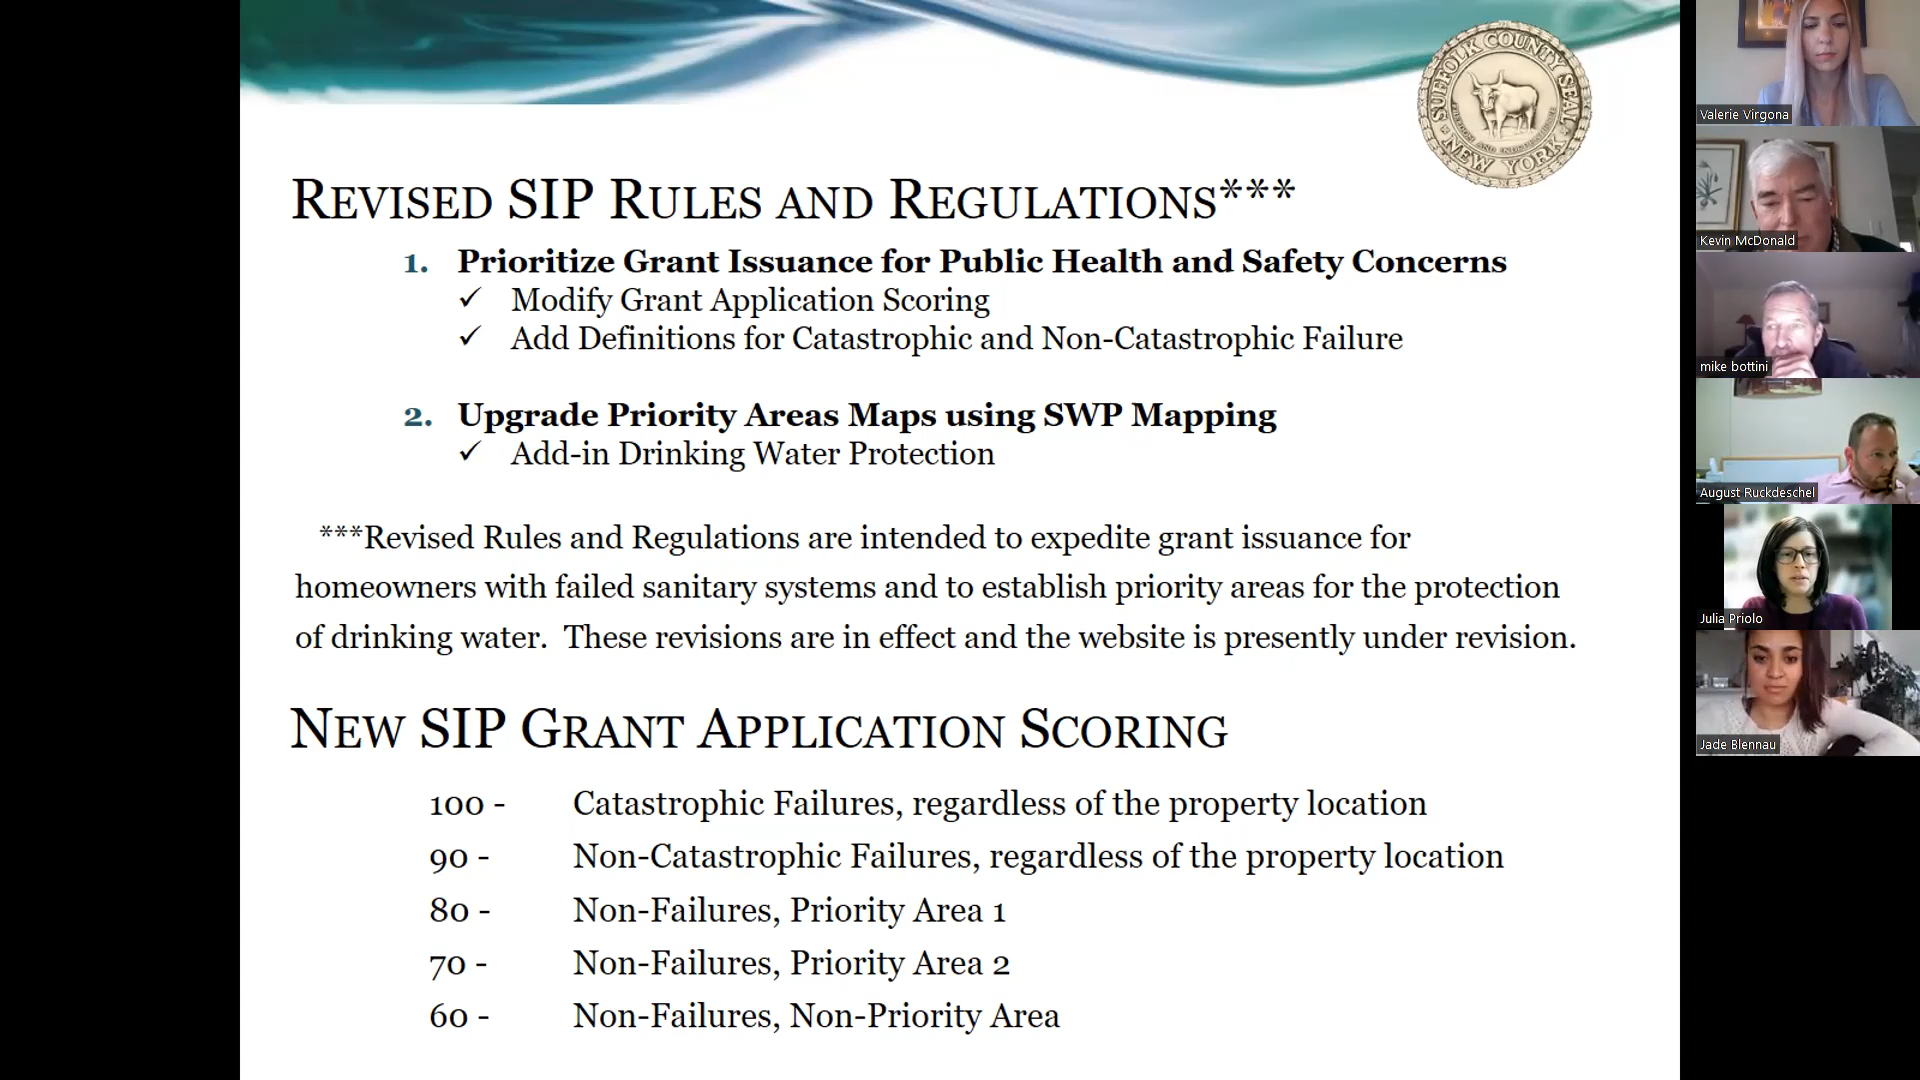 SUFFOLK COUNTY SEAL
NEW YORK
REVISED SIP RULES AND REGULATIONS***
1. Prioritize Grant Issuance for Public Health and Safety Concerns
✓ Modify Grant Application Scoring
✓ Add Definitions for Catastrophic and Non-Catastrophic Failure
2. Upgrade Priority Areas Maps using SWP Mapping
✓ Add-in Drinking Water Protection
***Revised Rules and Regulations are intended to expedite grant issuance for
homeowners with failed sanitary systems and to establish priority areas for the protection
of drinking water.  These revisions are in effect and the website is presently under revision.
NEW SIP GRANT APPLICATION SCORING
100 - Catastrophic Failures, regardless of the property location
90 - Non-Catastrophic Failures, regardless of the property location
80 - Non-Failures, Priority Area 1
70 - Non-Failures, Priority Area 2
60 - Non-Failures, Non-Priority Area
Valerie Virgona
Kevin McDonald
mike bottini
August Ruckdeschel
Julia Priolo
Jade Blennau